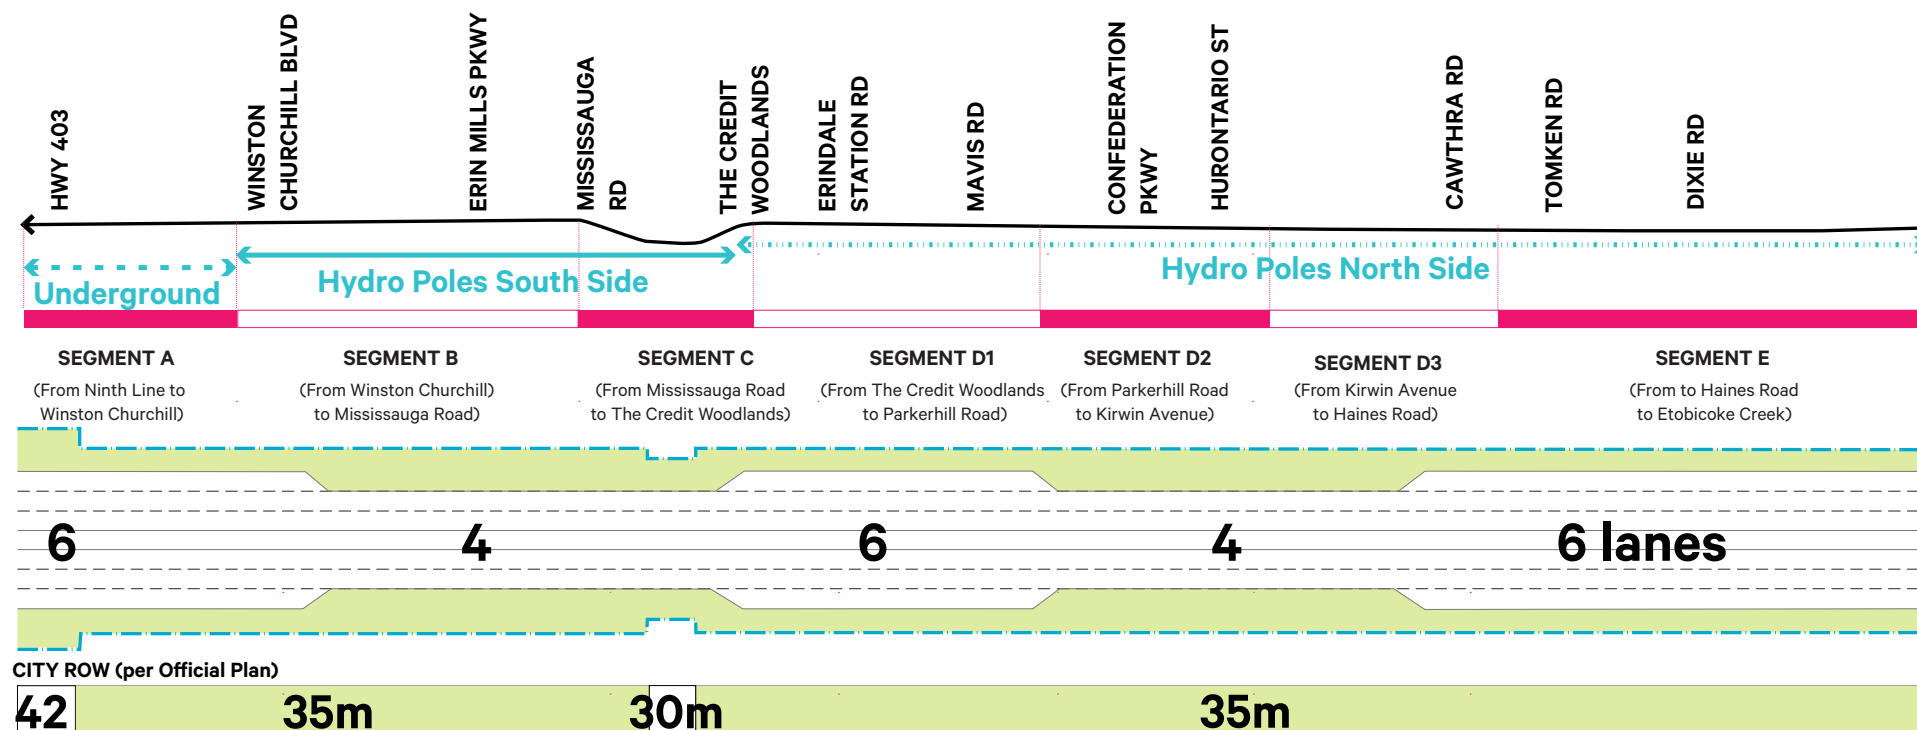 HWY 403
WINSTON
CHURCHILL BLVD
ERIN MILLS PKWY
MISSISSAUGA
RD
THE CREDIT
WOODLANDS
ERINDALE
STATION RD
MAVIS RD
CONFEDERATION
PKWY
HURONTARIO ST
CAWTHRA RD
TOMKEN RD
DIXIE RD
Underground
Hydro Poles South Side
Hydro Poles North Side
SEGMENT A
(From Ninth Line to
Winston Churchill)
SEGMENT B
(From Winston Churchill)
to Mississauga Road)
SEGMENT C
(From Mississauga Road
to The Credit Woodlands)
SEGMENT D1
(From The Credit Woodlands
to Parkerhill Road)
SEGMENT D2
(From Parkerhill Road
to Kirwin Avenue)
SEGMENT D3
(From Kirwin Avenue
to Haines Road)
SEGMENT E
(From to Haines Road
to Etobicoke Creek)
6
4
6
4
6 lanes
CITY ROW (per Official Plan)
42
35m
30m
35m